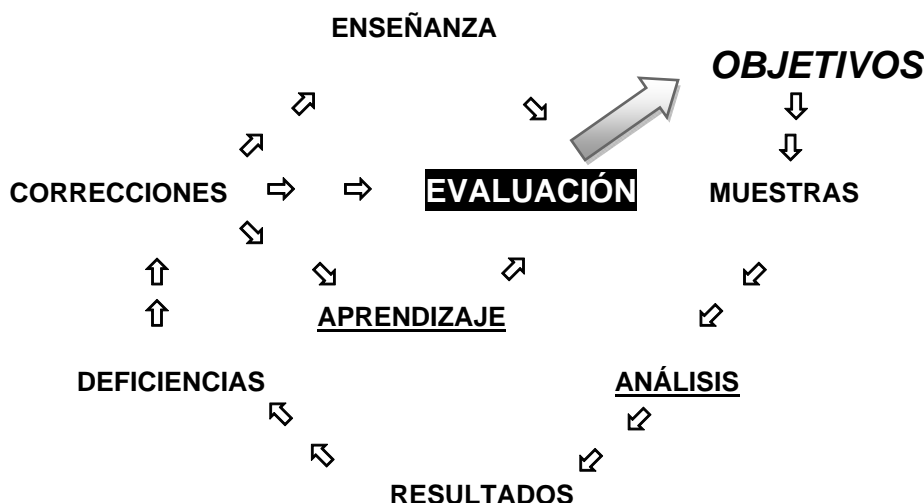 ENSEÑANZA
OBJETIVOS
CORRECCIONES
EVALUACIÓN
MUESTRAS
APRENDIZAJE
DEFICIENCIAS
ANÁLISIS
RESULTADOS